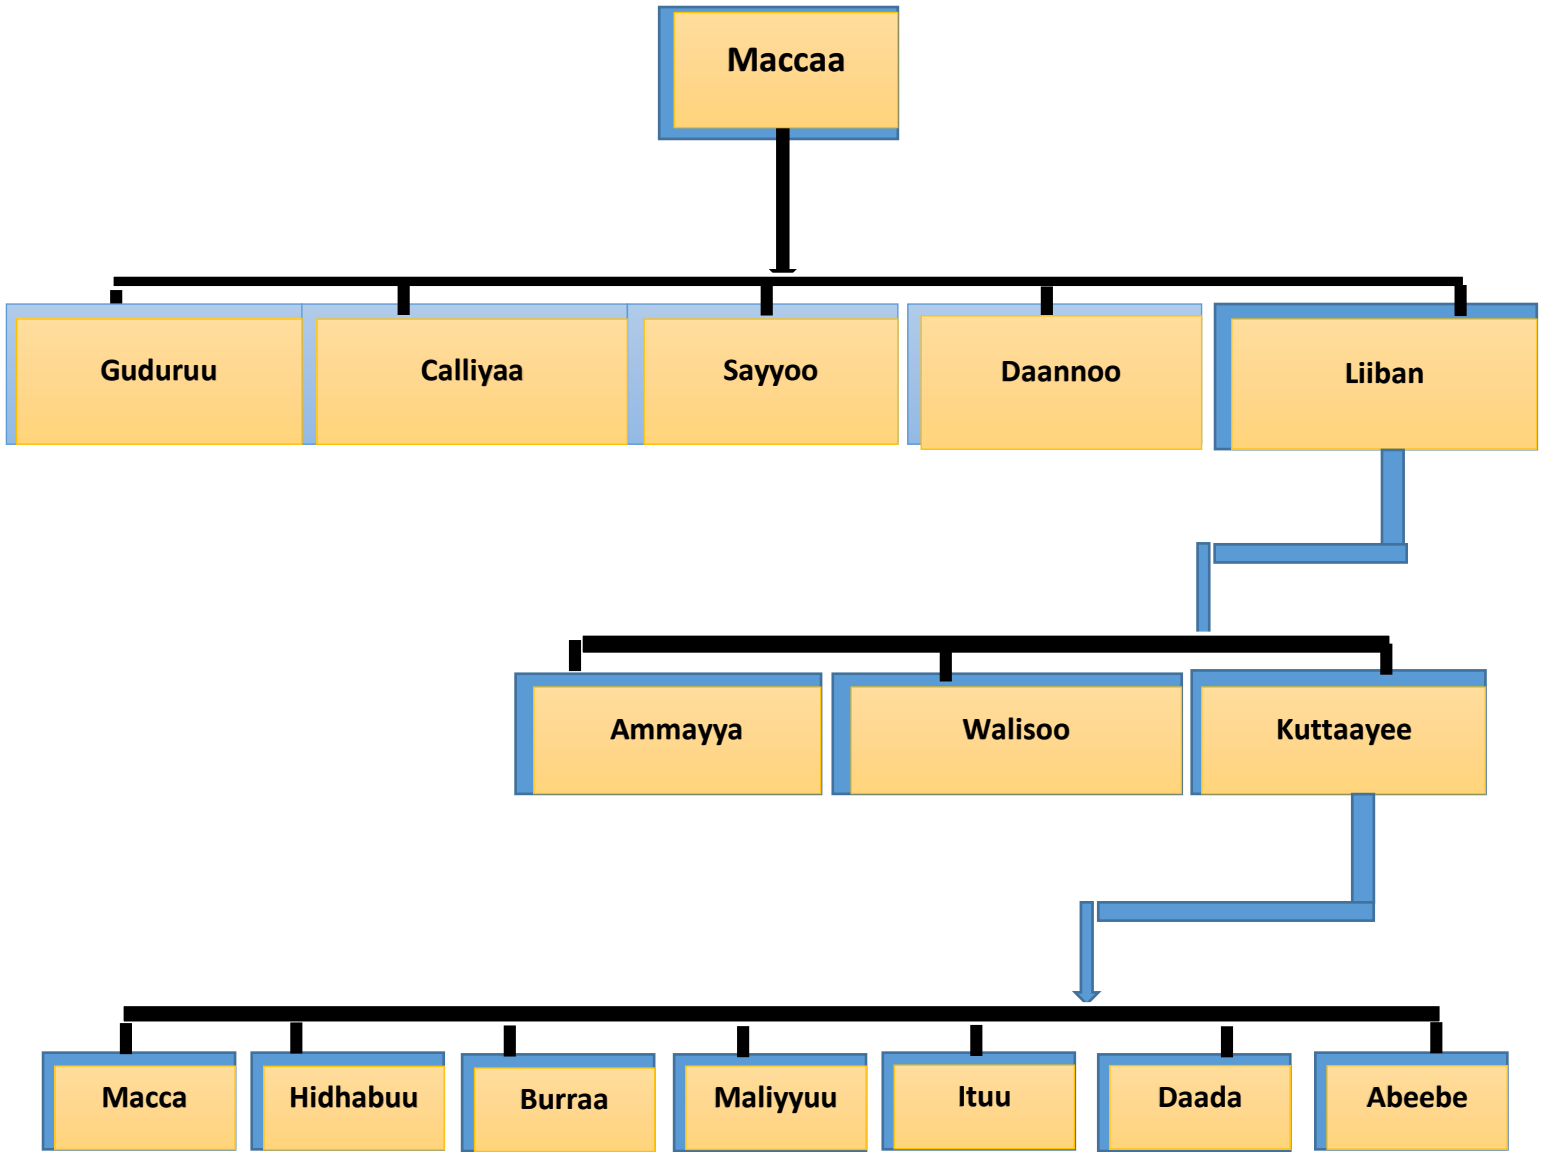 Maccaa
Guduruu
Calliyaa
Sayyoo
Daannoo
Liiban
Ammayya
Walisoo
Kuttaayee
Macca
Hidhabuu
Burraa
Maliyyuu
Ituu
Daada
Abeebe